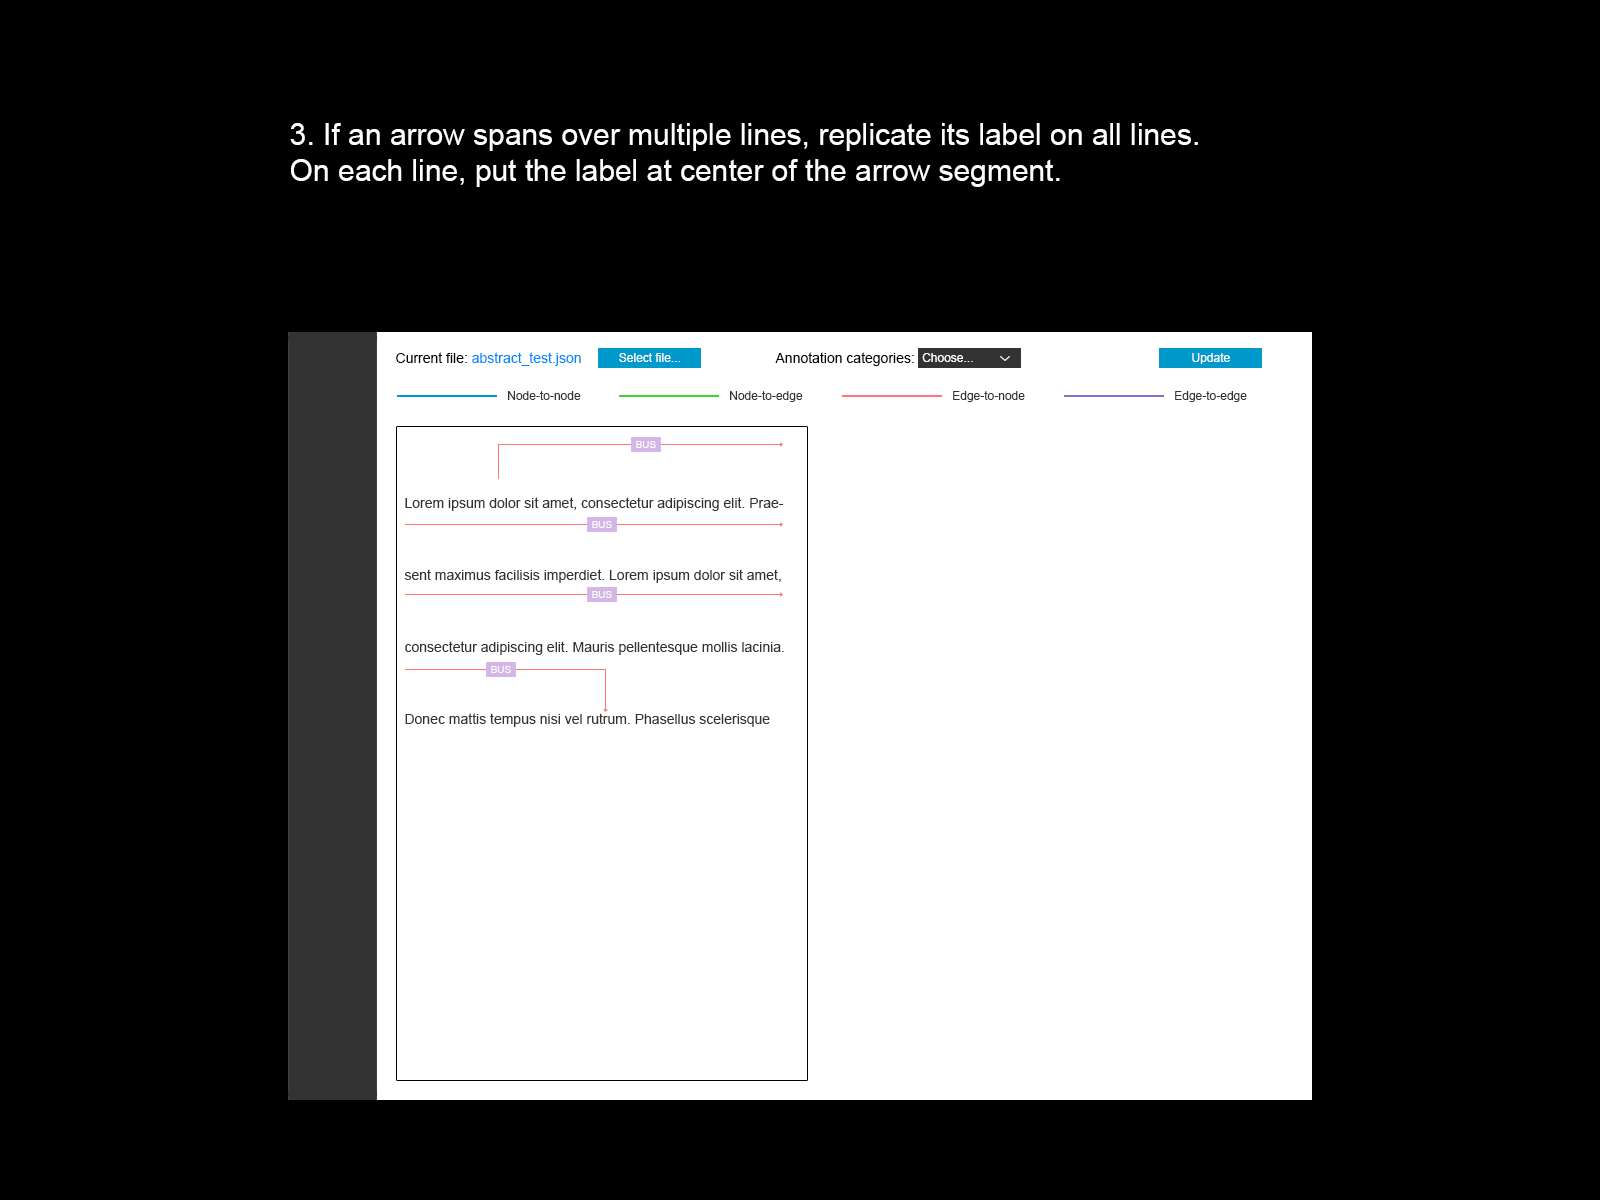 3. If an arrow spans over multiple lines, replicate its label on all lines.
On each line, put the label at center of the arrow segment.
Current file: abstract_test.json Select file... Annotation categories: Choose... Update
Node-to-node Node-to-edge Edge-to-node Edge-to-edge
BUS
Lorem ipsum dolor sit amet, consectetur adipiscing elit. Prae-
BUS
sent maximus facilisis imperdiet. Lorem ipsum dolor sit amet,
BUS
consectetur adipiscing elit. Mauris pellentesque mollis lacinia.
BUS
Donec mattis tempus nisi vel rutrum. Phasellus scelerisque